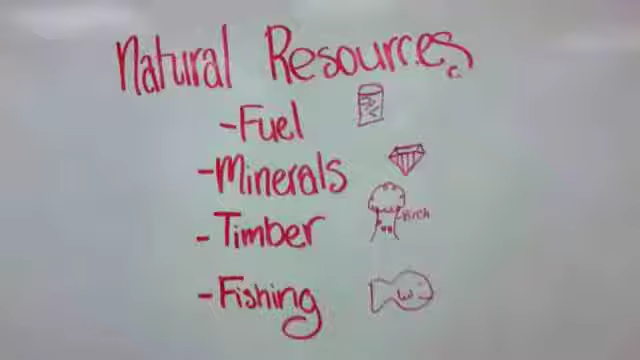 Natural Resources
-Fuel
-Minerals
-Timber
Birch
-Fishing